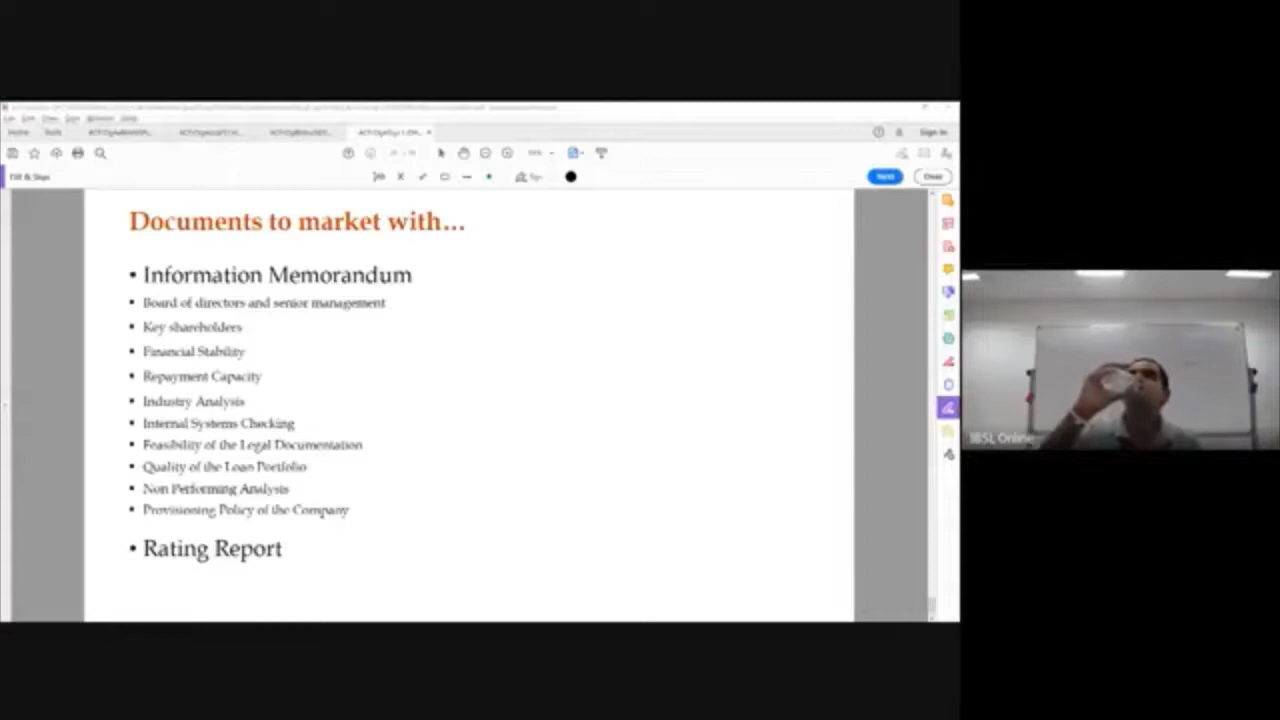 Sign In
Fill & Sign
Next
Close
Documents to market with...
• Information Memorandum
• Board of directors and senior management
• Key shareholders
• Financial Stability
• Repayment Capacity
• Industry Analysis
• Internal Systems Checking
• Feasibility of the Legal Documentation
• Quality of the Loan Portfolio
• Non Performing Analysis
• Provisioning Policy of the Company
• Rating Report
IBSL Online